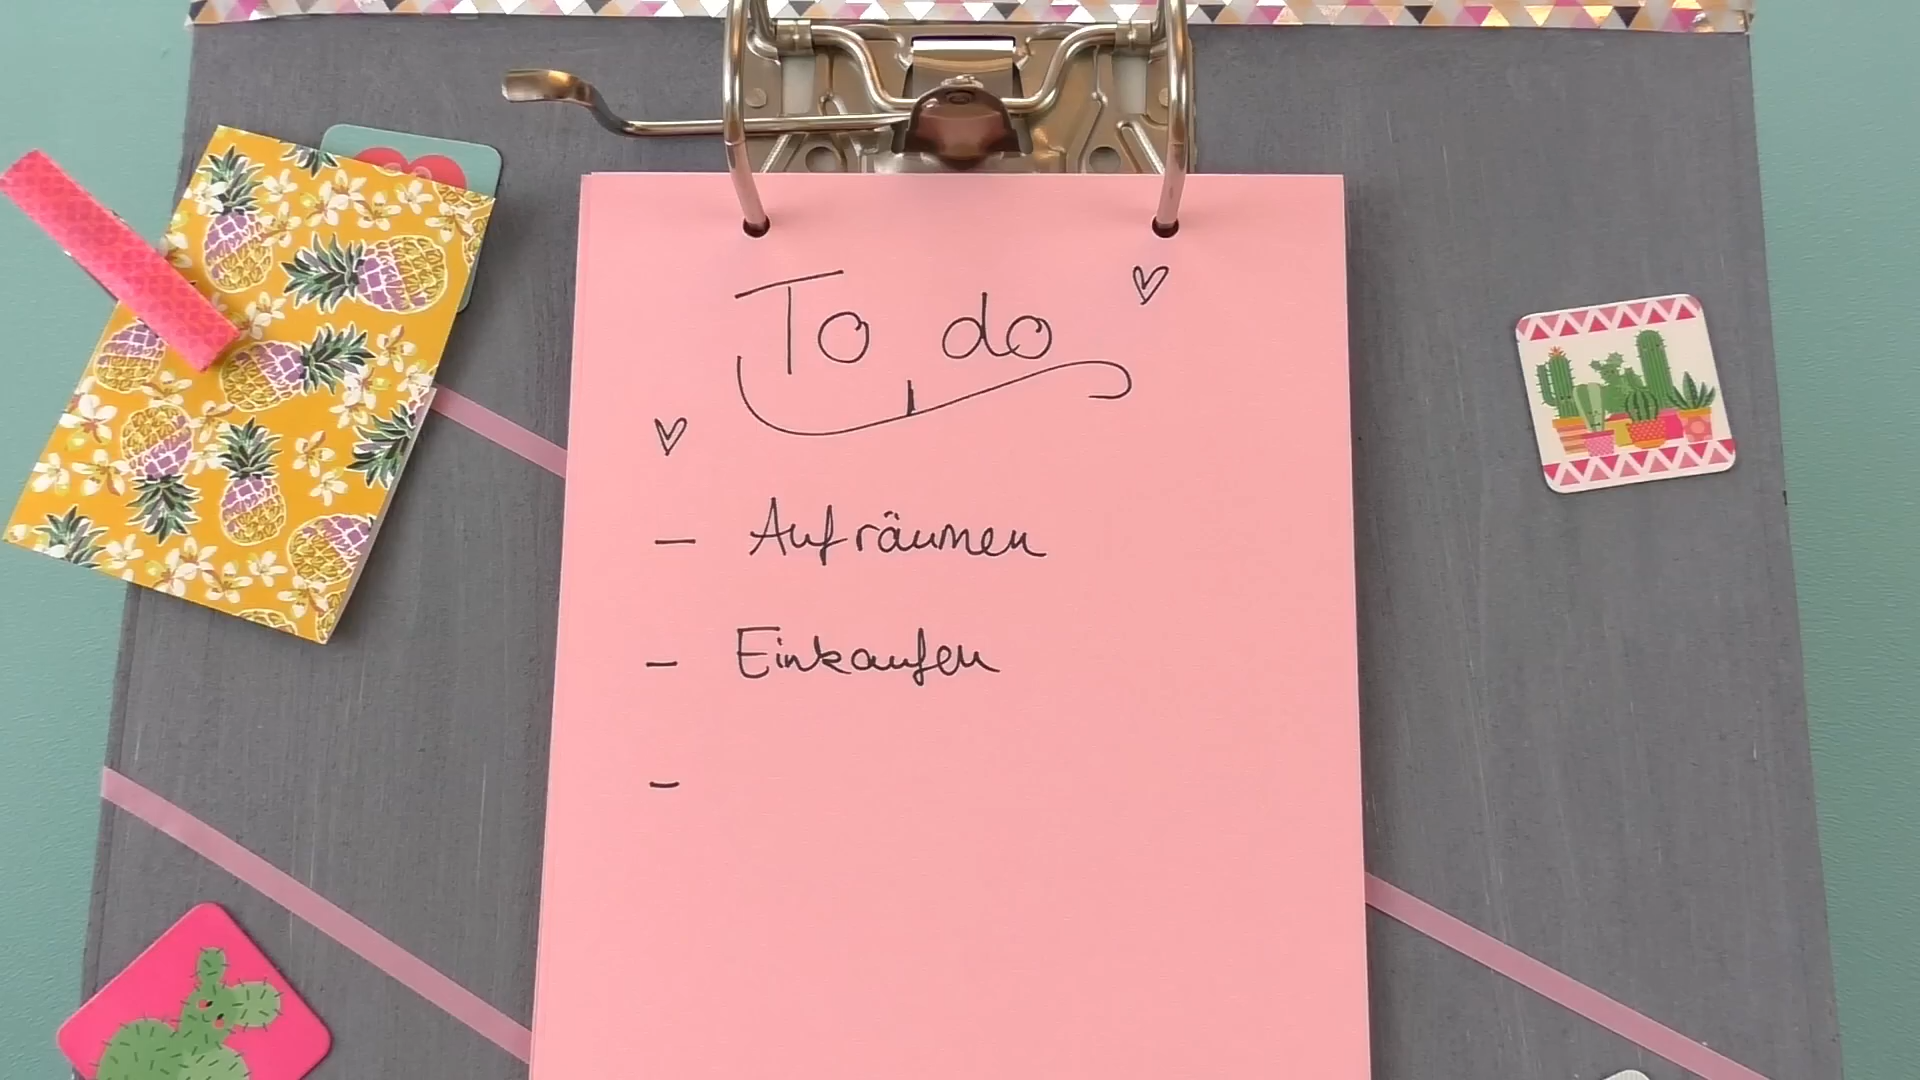 To do
- Aufräumen
- Einkaufen
-